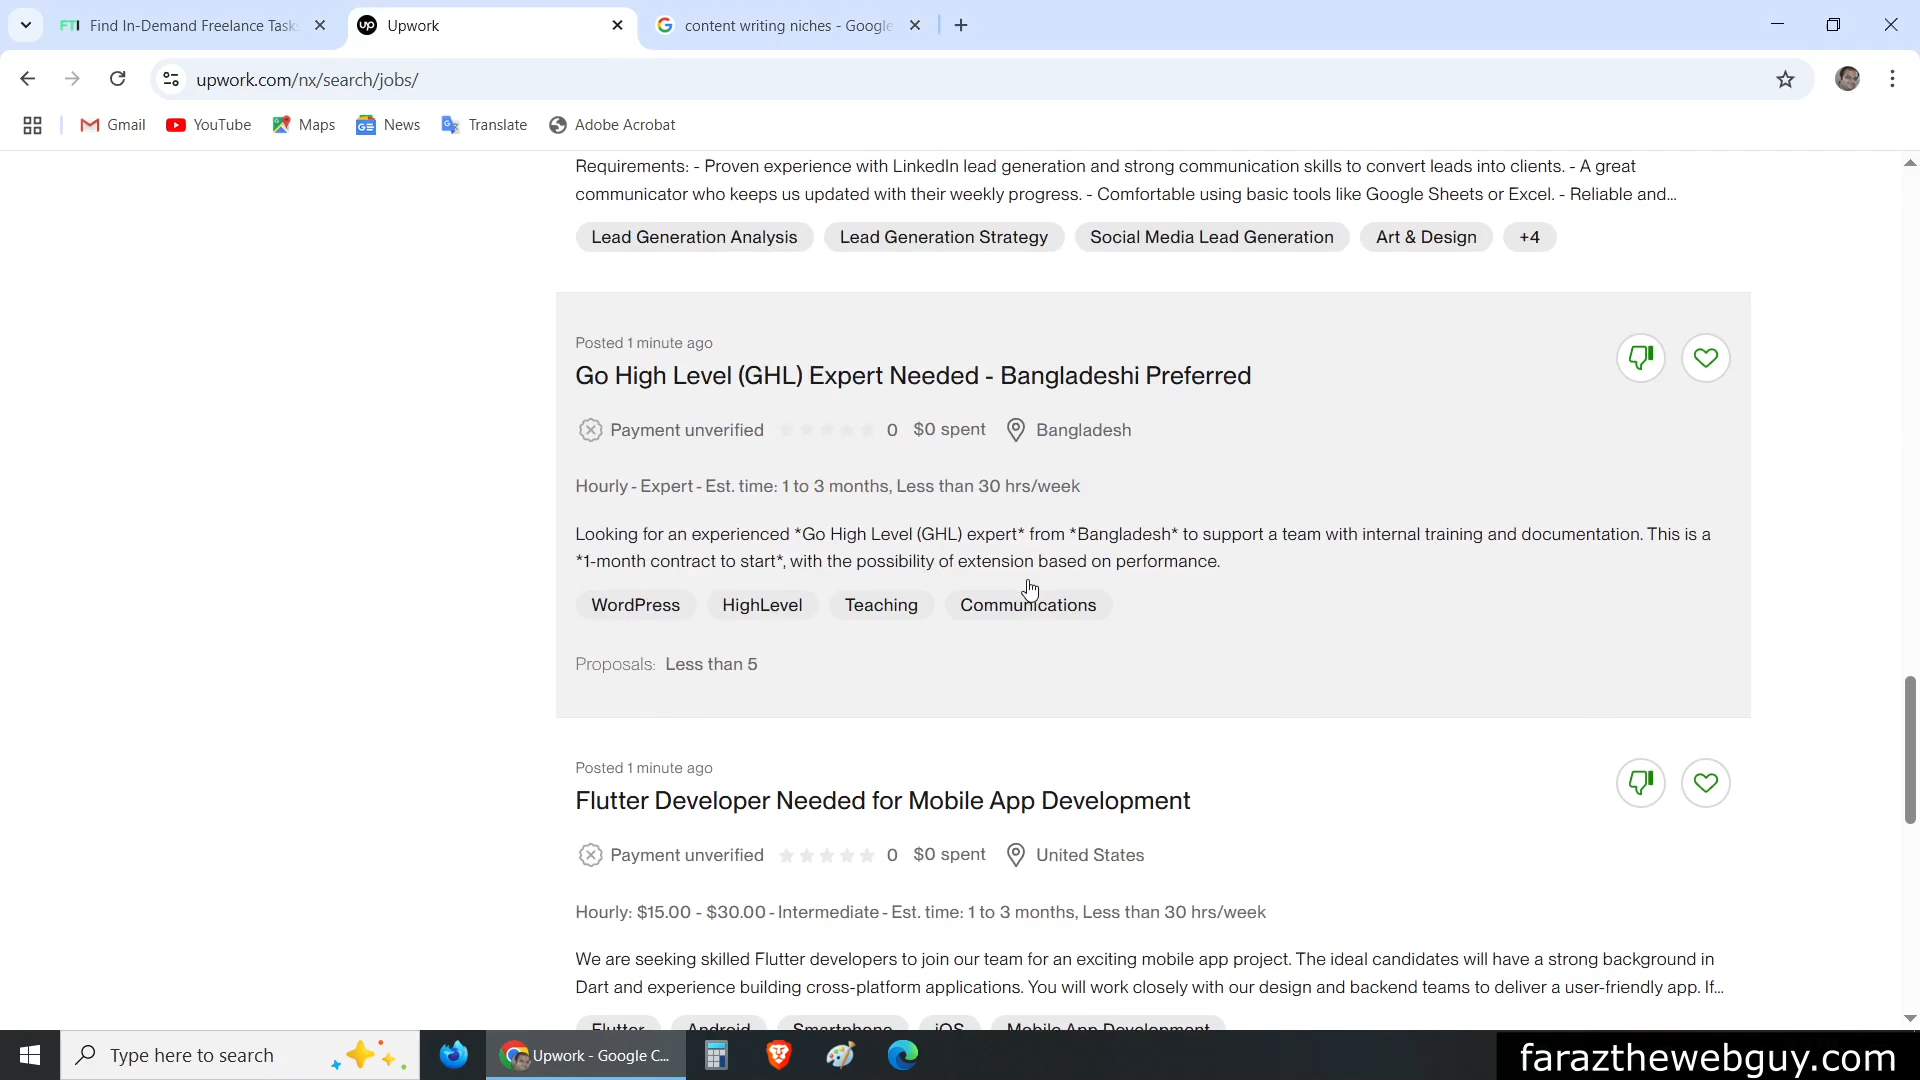 Find In-Demand Freelance Task
Upwork
content writing niches - Google
upwork.com/nx/search/jobs/
Gmail
YouTube
Maps
News
Translate
Adobe Acrobat
Requirements: - Proven experience with LinkedIn lead generation and strong communication skills to convert leads into clients. - A great
communicator who keeps us updated with their weekly progress. - Comfortable using basic tools like Google Sheets or Excel. - Reliable and...
Lead Generation Analysis
Lead Generation Strategy
Social Media Lead Generation
Art & Design
+4
Posted 1 minute ago
Go High Level (GHL) Expert Needed - Bangladeshi Preferred
Payment unverified
0
$0 spent
Bangladesh
Hourly - Expert - Est. time: 1 to 3 months, Less than 30 hrs/week
Looking for an experienced *Go High Level (GHL) expert* from *Bangladesh* to support a team with internal training and documentation. This is a
*1-month contract to start*, with the possibility of extension based on performance.
WordPress
HighLevel
Teaching
Communications
Proposals: Less than 5
Posted 1 minute ago
Flutter Developer Needed for Mobile App Development
Payment unverified
0
$0 spent
United States
Hourly: $15.00 - $30.00 - Intermediate - Est. time: 1 to 3 months, Less than 30 hrs/week
We are seeking skilled Flutter developers to join our team for an exciting mobile app project. The ideal candidates will have a strong background in
Dart and experience building cross-platform applications. You will work closely with our design and backend teams to deliver a user-friendly app. If...
Flutter
Android
Smartphone
iOS
Mobile App Development
Type here to search
Upwork - Google C...
farazthewebguy.com